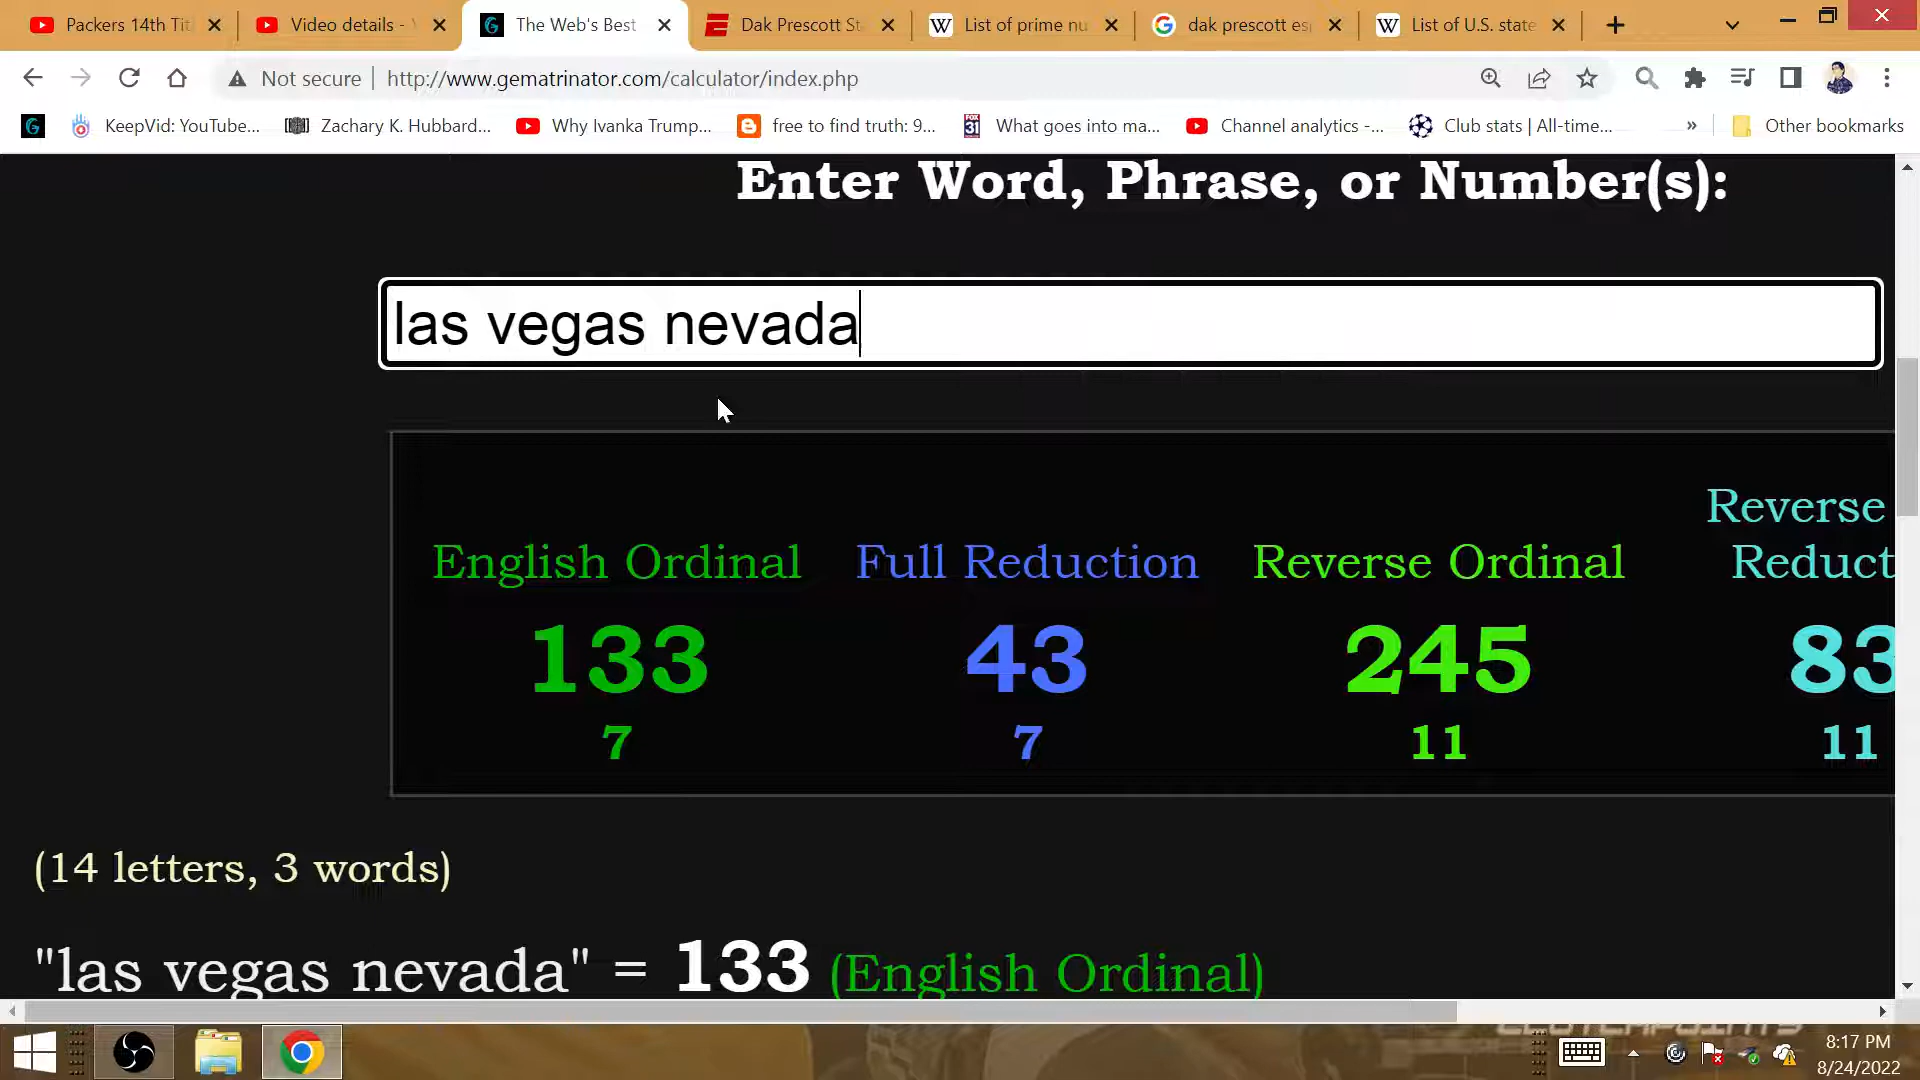 Packers 14th Tit
Video details -
The Web's Best
Dak Prescott St
List of prime nu
dak prescott esp
List of U.S. state
Not secure
http://www.gematrinator.com/calculator/index.php
KeepVid: YouTube...
Zachary K. Hubbard...
Why Ivanka Trump...
free to find truth: 9...
FOX 31
What goes into ma...
Channel analytics -...
Club stats | All-time...
»
Other bookmarks
Enter Word, Phrase, or Number(s):
las vegas nevada
English Ordinal
133
7
Full Reduction
43
7
Reverse Ordinal
245
11
Reverse
Reduct
83
11
(14 letters, 3 words)
"las vegas nevada" = 133 (English Ordinal)
8:17 PM
8/24/2022